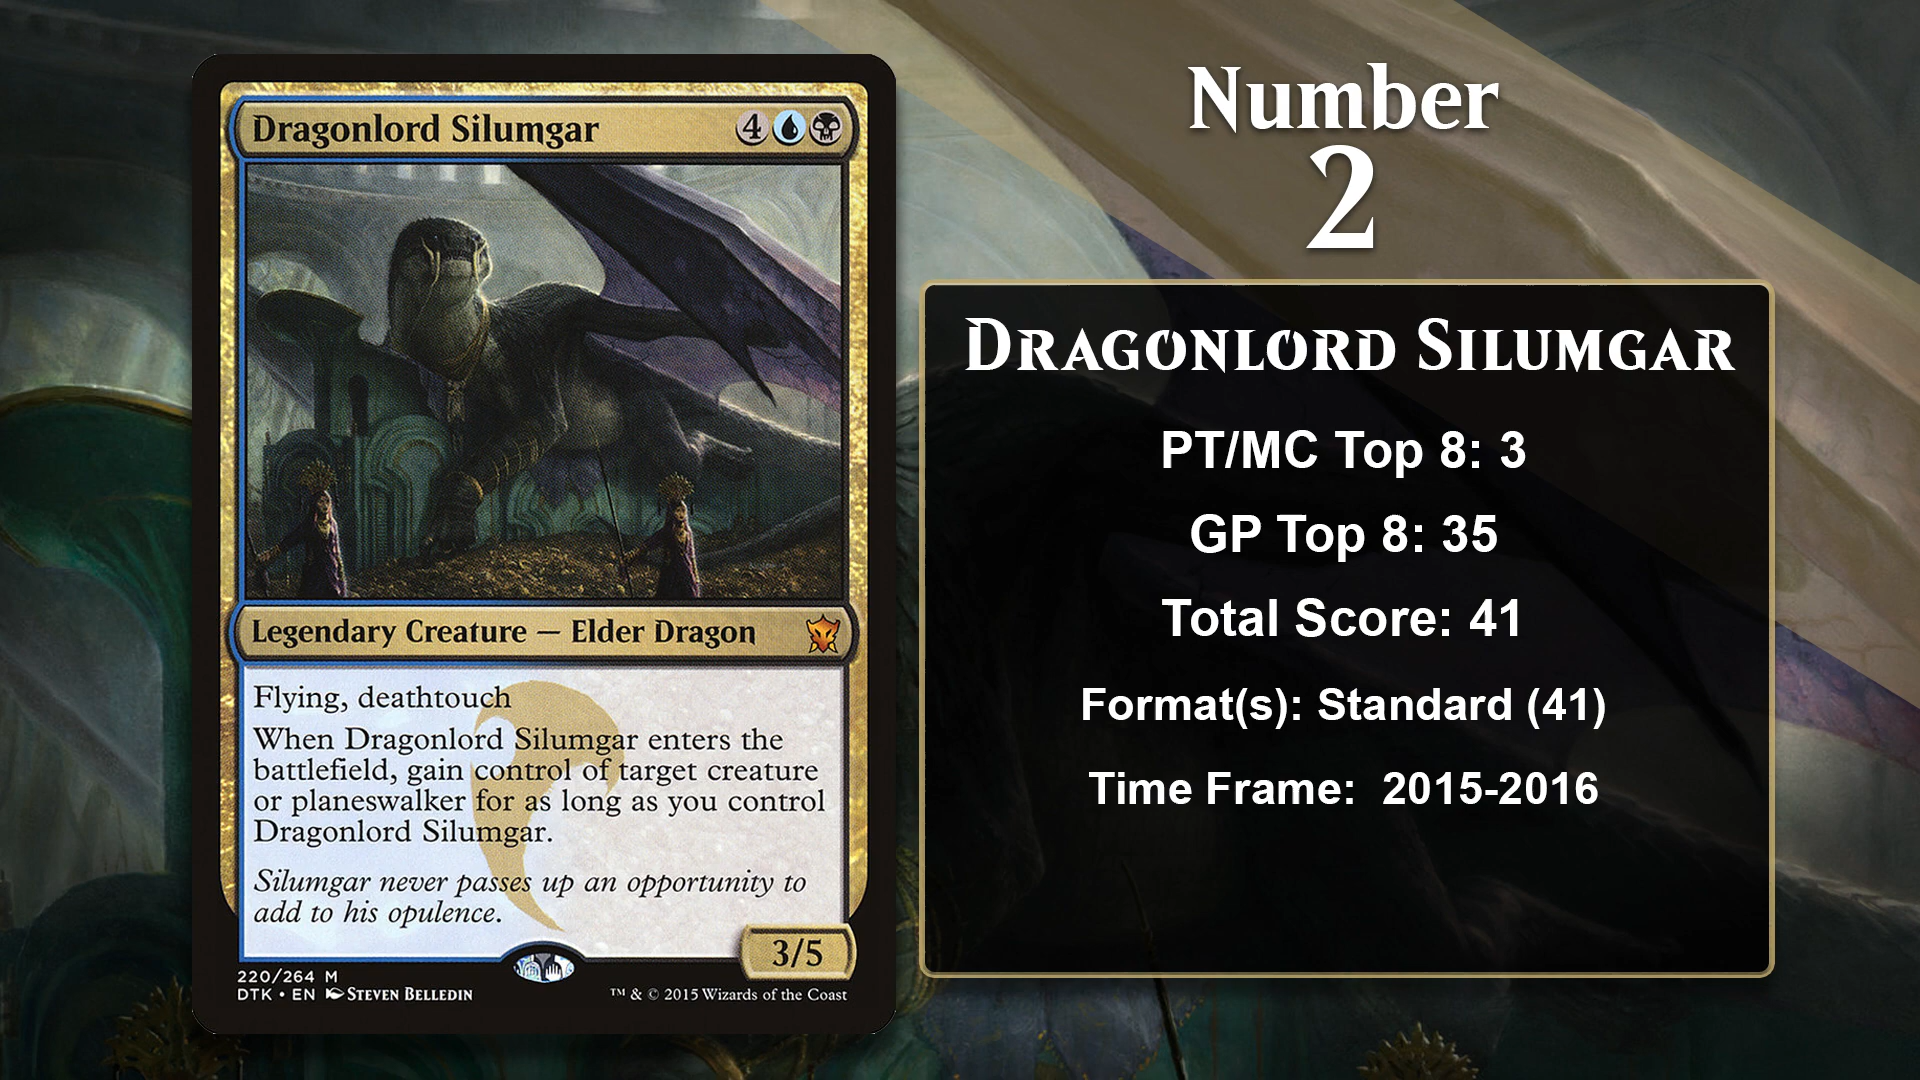 Dragonlord Silumgar 4
Legendary Creature — Elder Dragon
Flying, deathtouch
When Dragonlord Silumgar enters the
battlefield, gain control of target creature
or planeswalker for as long as you control
Dragonlord Silumgar.
Silumgar never passes up an opportunity to
add to his opulence.
3/5
220/264 M
DTK • EN Steven Belledin
™ & © 2015 Wizards of the Coast
Number
2
Dragonlord Silumgar
PT/MC Top 8: 3
GP Top 8: 35
Total Score: 41
Format(s): Standard (41)
Time Frame: 2015-2016